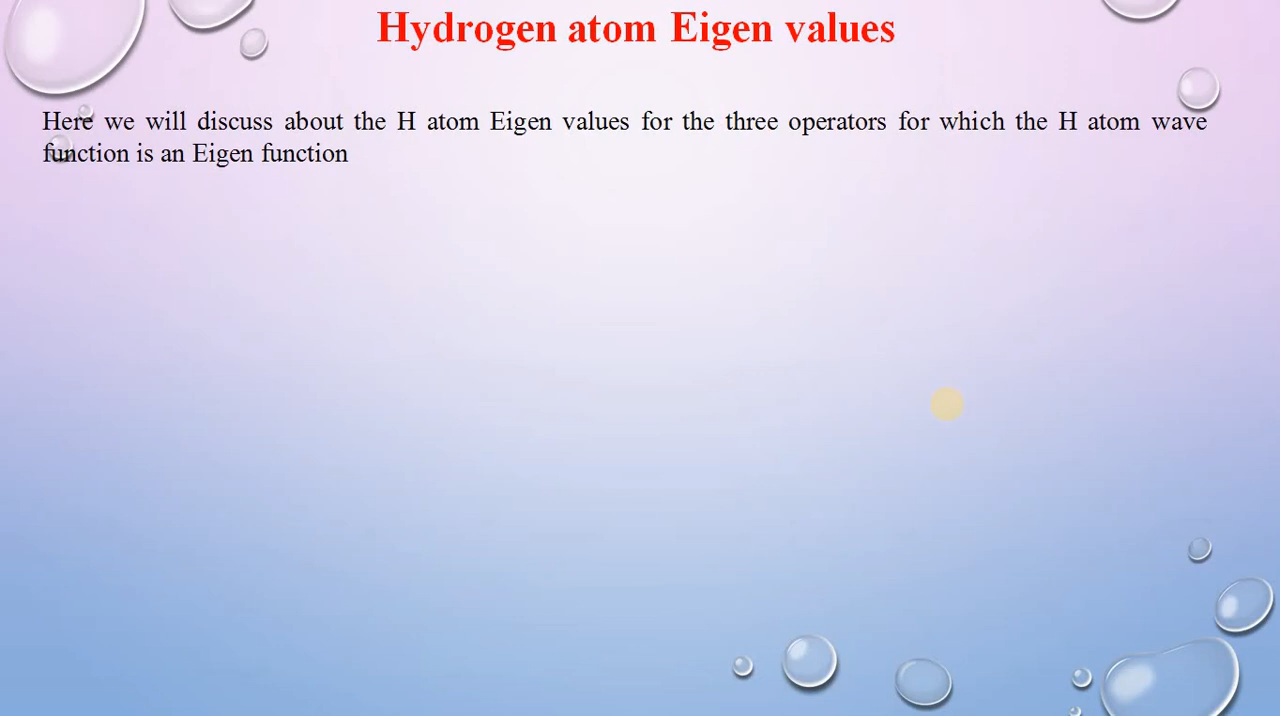 Hydrogen atom Eigen values
Here we will discuss about the H atom Eigen values for the three operators for which the H atom wave
function is an Eigen function